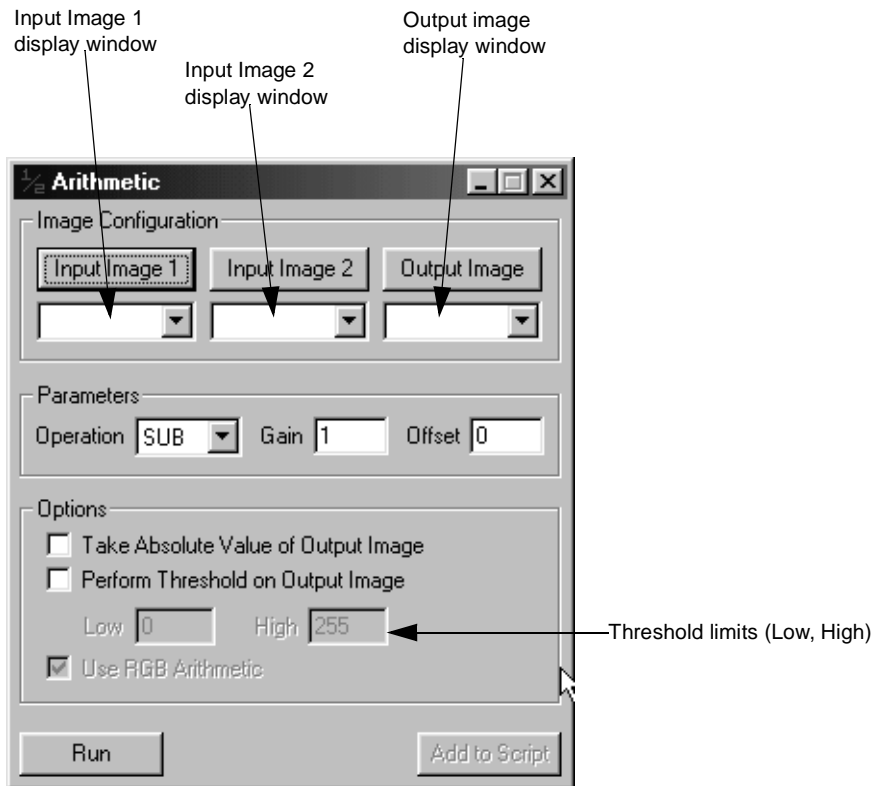 Input Image 1
display window
Output image
display window
Input Image 2
display window
1/2 Arithmetic
Image Configuration
Input Image 1 Input Image 2 Output Image
Parameters
Operation SUB Gain 1 Offset 0
Options
Take Absolute Value of Output Image
Perform Threshold on Output Image
Low 0 High 255
Threshold limits (Low, High)
Use RGB Arithmetic
Run Add to Script